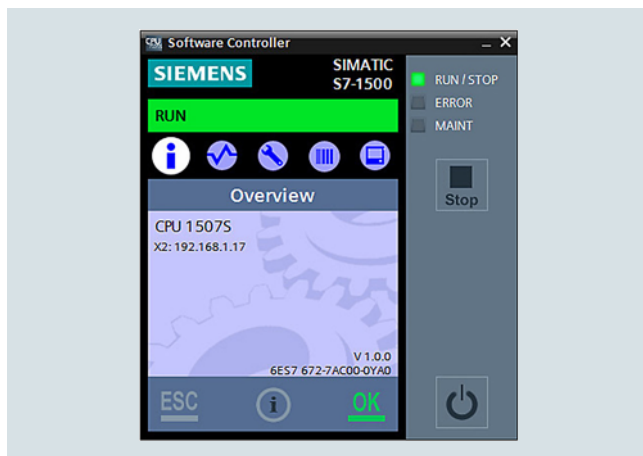 CPU Software Controller
SIEMENS
SIMATIC
S7-1500
RUN
Overview
CPU 1507S
X2: 192.168.1.17
V 1.0.0
6ES7 672-7AC00-0YA0
ESC
i
OK
RUN / STOP
ERROR
MAINT
Stop